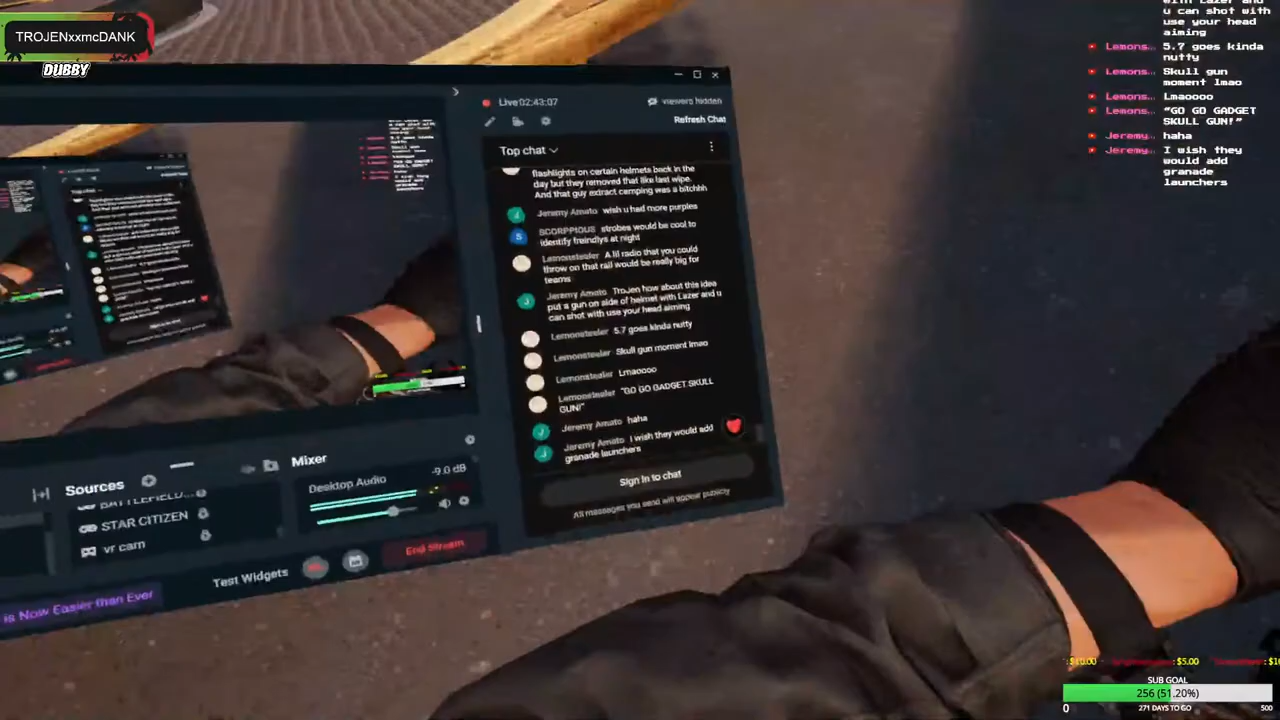 TROJENxxmcDANK
DUBBY
u can shot with
use your head
aiming
Lemons... 5.7 goes kinda
nutty
Lemons... Skull gun
moment lmao
Lemons... Lmaoooo
Lemons... "GO GO GADGET
SKULL GUN!"
Jeremy... haha
Jeremy... I wish they
would add
granade
launchers
Live 02:43:07
viewers hidden
Refresh Chat
Top chat
flashlights on certain helmets back in the
day but they removed that like last wipe.
And that guy extract camping was a bitchhh
Jeremy Amato wish u had more purples
SCORPPIOUS strobes would be cool to
identify freindlys at night
Lemonsteeler A lil radio that you could
throw on that rail would be really big for
teams
Jeremy Amato TroJen how about this idea
put a gun on side of helmet with Lazer and u
can shot with use your head aiming
Lemonsteeler 5.7 goes kinda nutty
Lemonsteeler Skull gun moment lmao
Lemonsteeler Lmaoooo
Lemonsteeler "GO GO GADGET SKULL
GUN!"
Jeremy Amato haha
Jeremy Amato I wish they would add
granade launchers
Sign in to chat
All messages you send will appear publicly
Sources
BATTLEFIELD...
STAR CITIZEN
vr cam
Mixer
Desktop Audio
-9.0 dB
Test Widgets
End Stream
is Now Easier than Ever
: $10.00
: $5.00
SUB GOAL
256 (51.20%)
0
271 DAYS TO GO
500